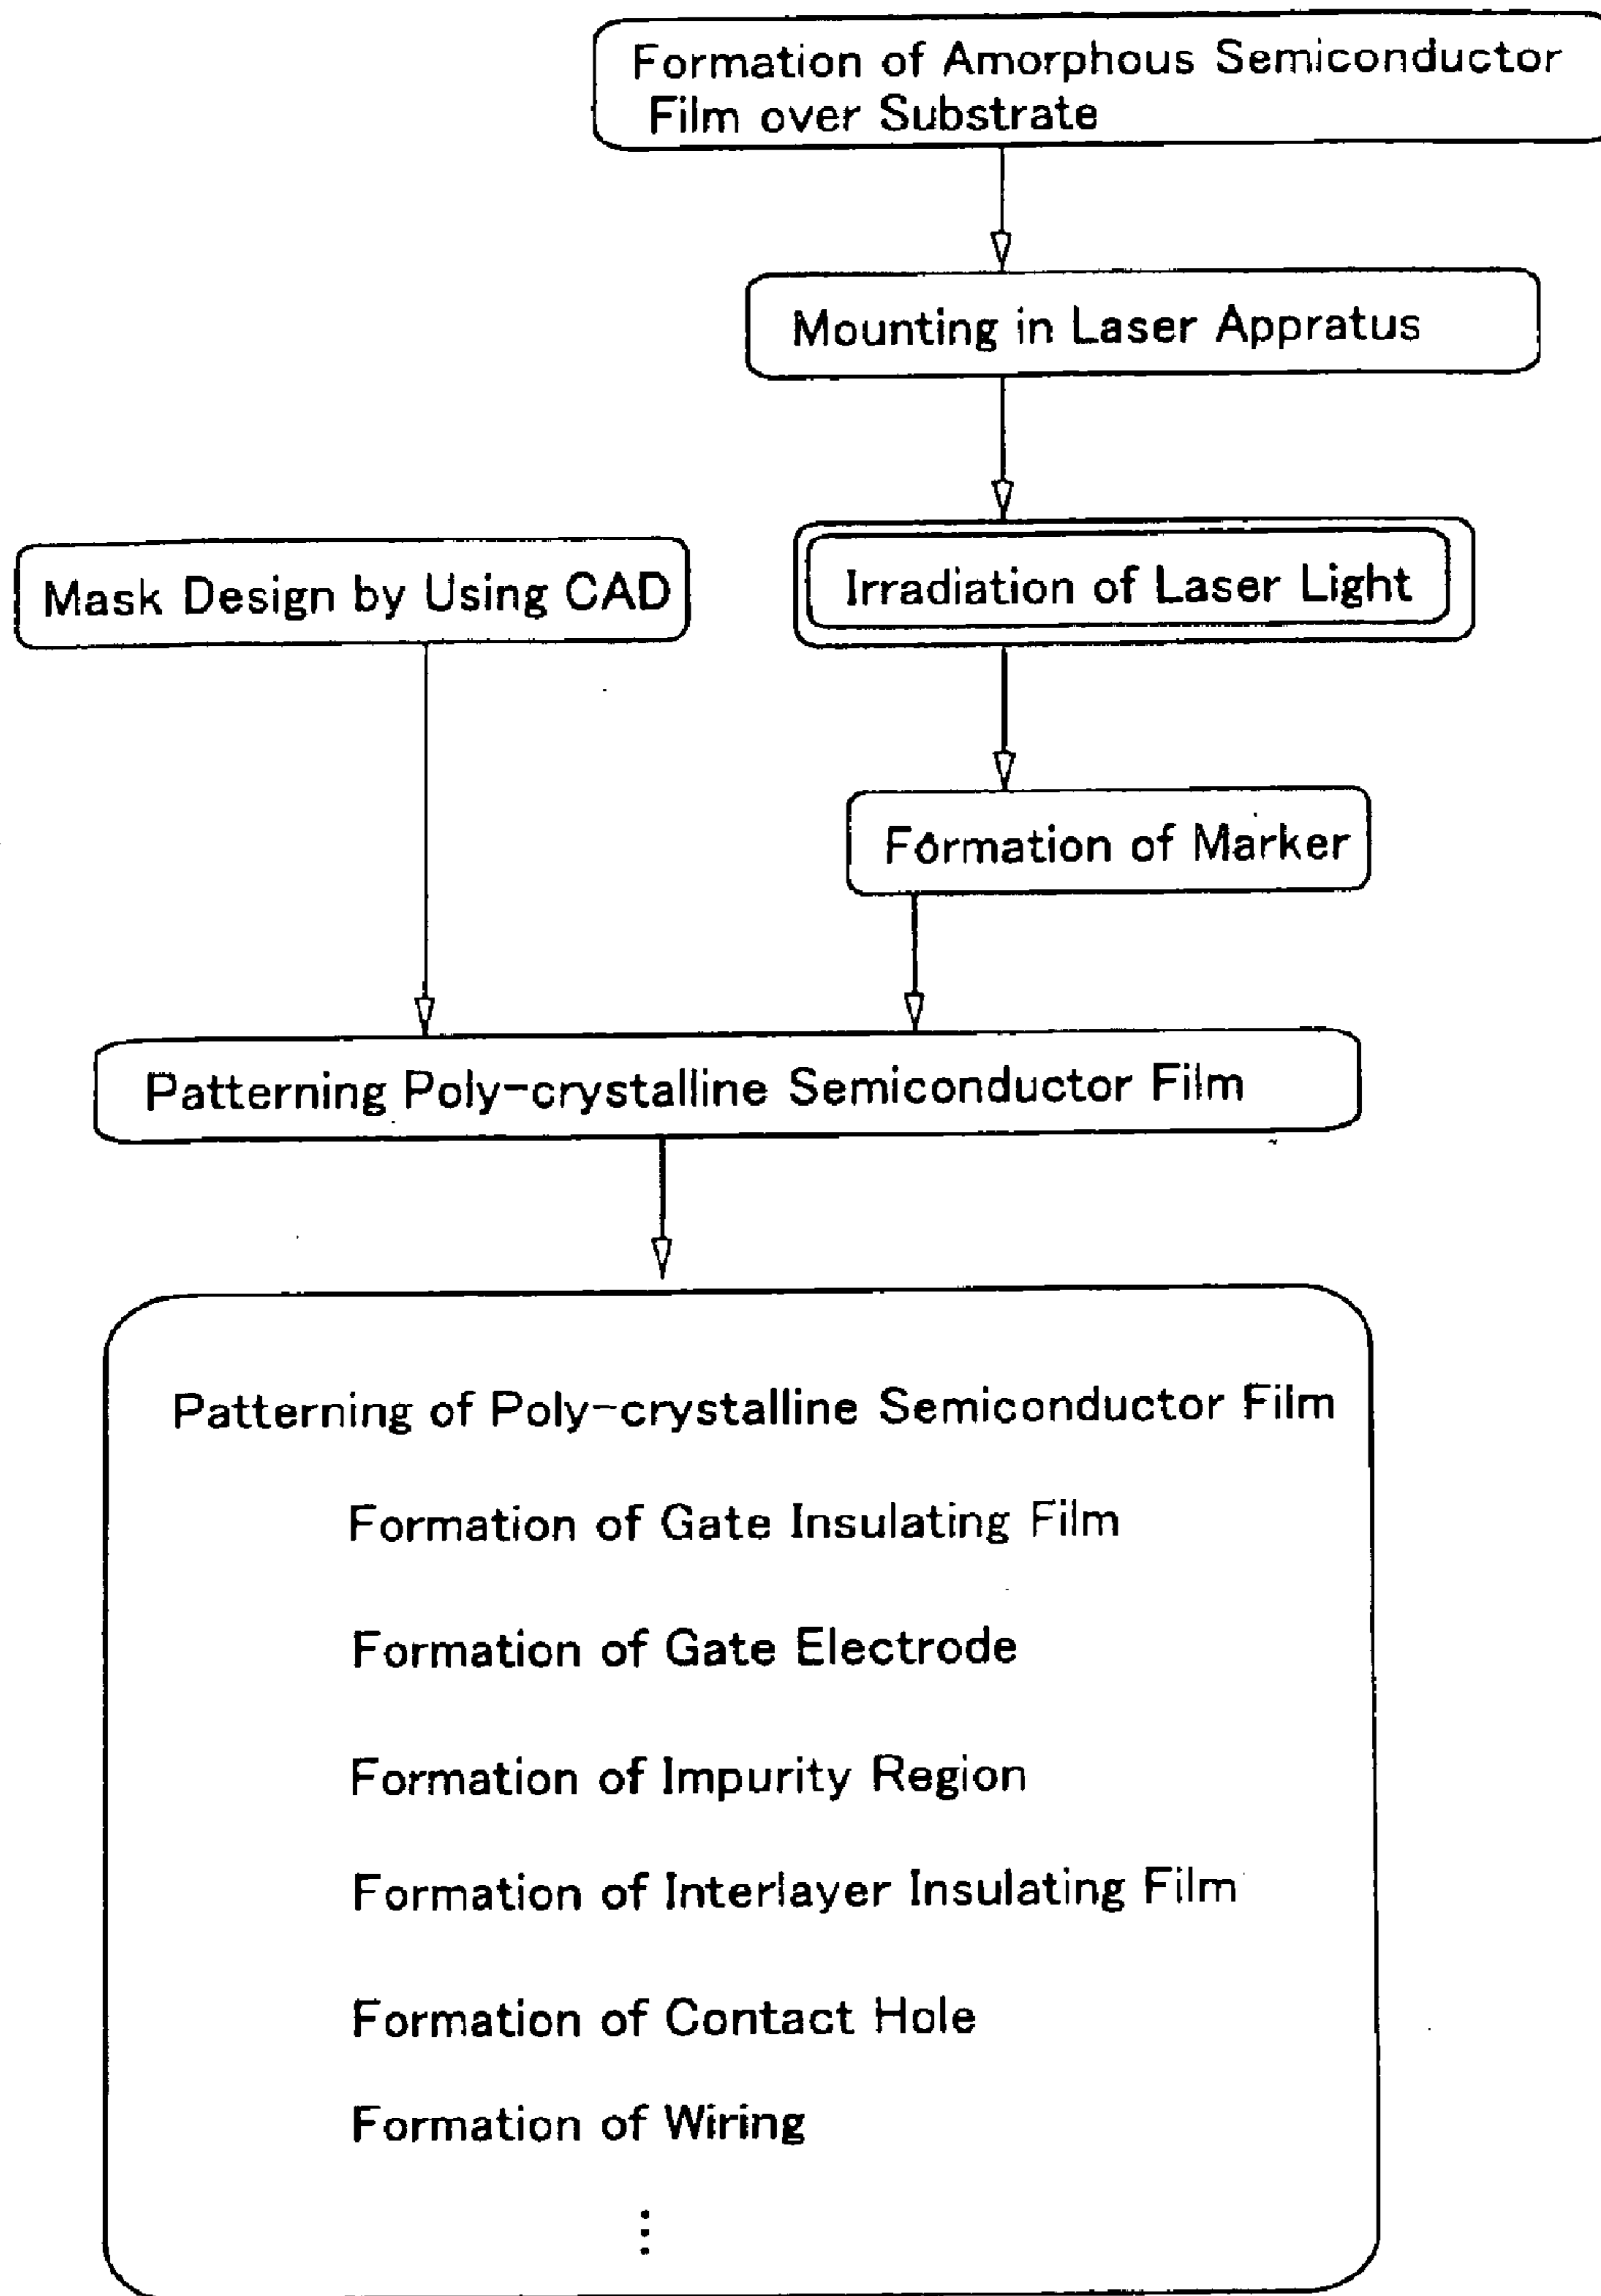 Formation of Amorphous Semiconductor
Film over Substrate
Mounting in Laser Appratus
Mask Design by Using CAD
Irradiation of Laser Light
Formation of Marker
Patterning Poly-crystalline Semiconductor Film
Patterning of Poly-crystalline Semiconductor Film
Formation of Gate Insulating Film
Formation of Gate Electrode
Formation of Impurity Region
Formation of Interlayer Insulating Film
Formation of Contact Hole
Formation of Wiring
⋮